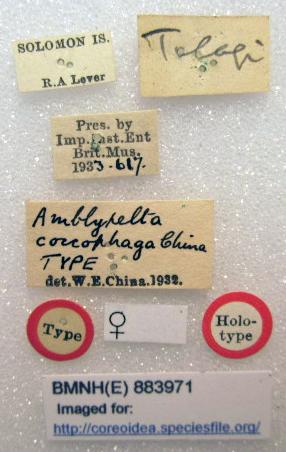 SOLOMON IS.
R.A Lever
Tulagi
Pres. by
Imp.Inst.Ent
Brit.Mus.
1933-617.
Amblypelta
cocophaga China
TYPE
det.W.E.China.1932.
Type
♀
Holo-
type
BMNH(E) 883971
Imaged for:
http://coreoidea.speciesfile.org/